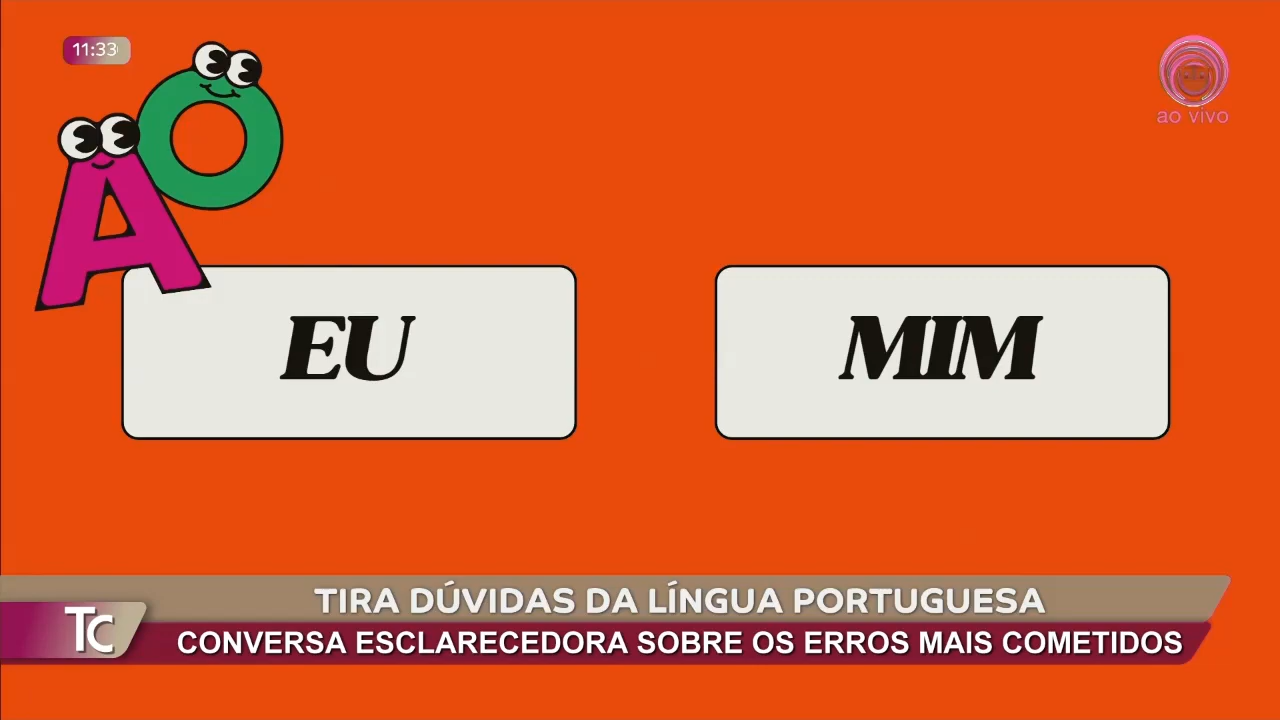 11:33
ao vivo
A O
EU
MIM
TIRA DÚVIDAS DA LÍNGUA PORTUGUESA
TC
CONVERSA ESCLARECEDORA SOBRE OS ERROS MAIS COMETIDOS